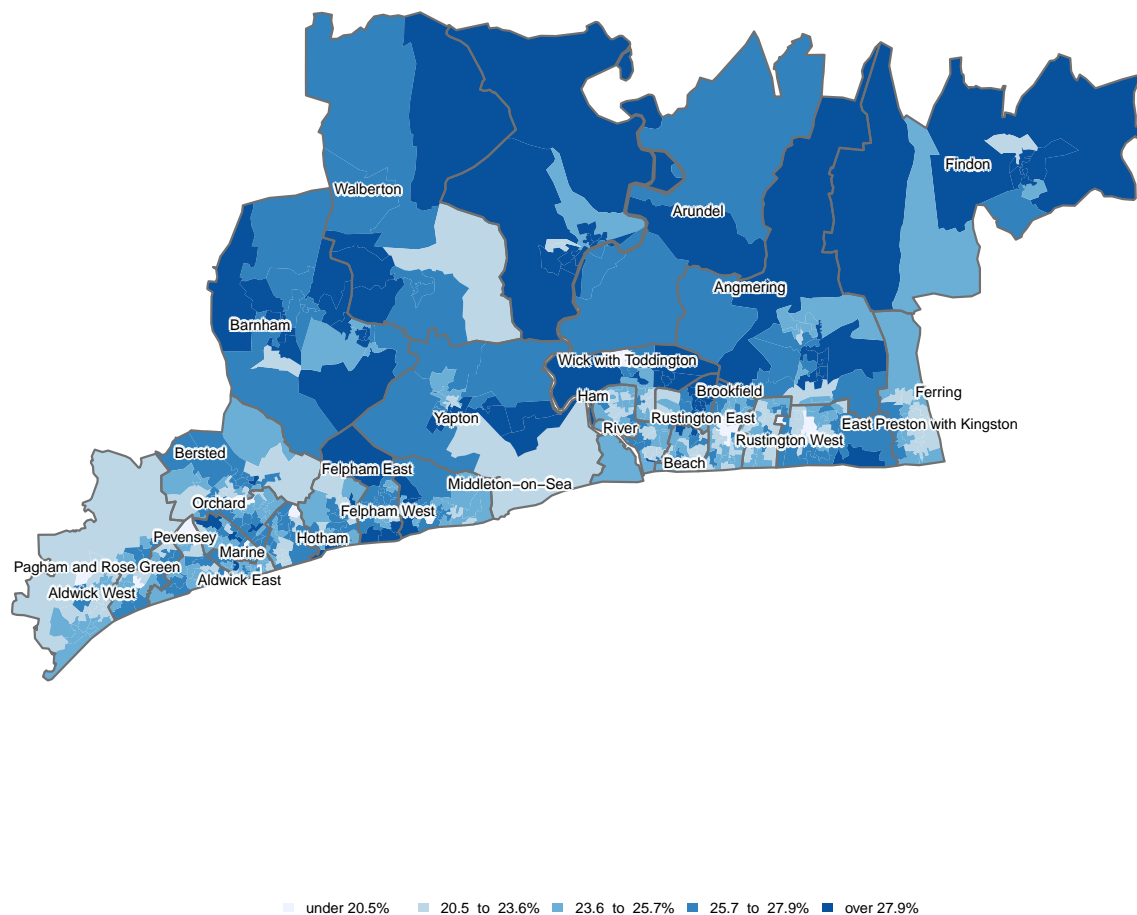 Findon
Walberton
Arundel
Angmering
Barnham
Wick with Toddington
Brookfield
Ferring
Ham
Yapton
Rustington East
East Preston with Kingston
River
Rustington West
Bersted
Beach
Felpham East
Middleton−on−Sea
Orchard
Felpham West
Pevensey
Hotham
Marine
Pagham and Rose Green
Aldwick East
Aldwick West
under 20.5% 20.5 to 23.6% 23.6 to 25.7% 25.7 to 27.9% over 27.9%